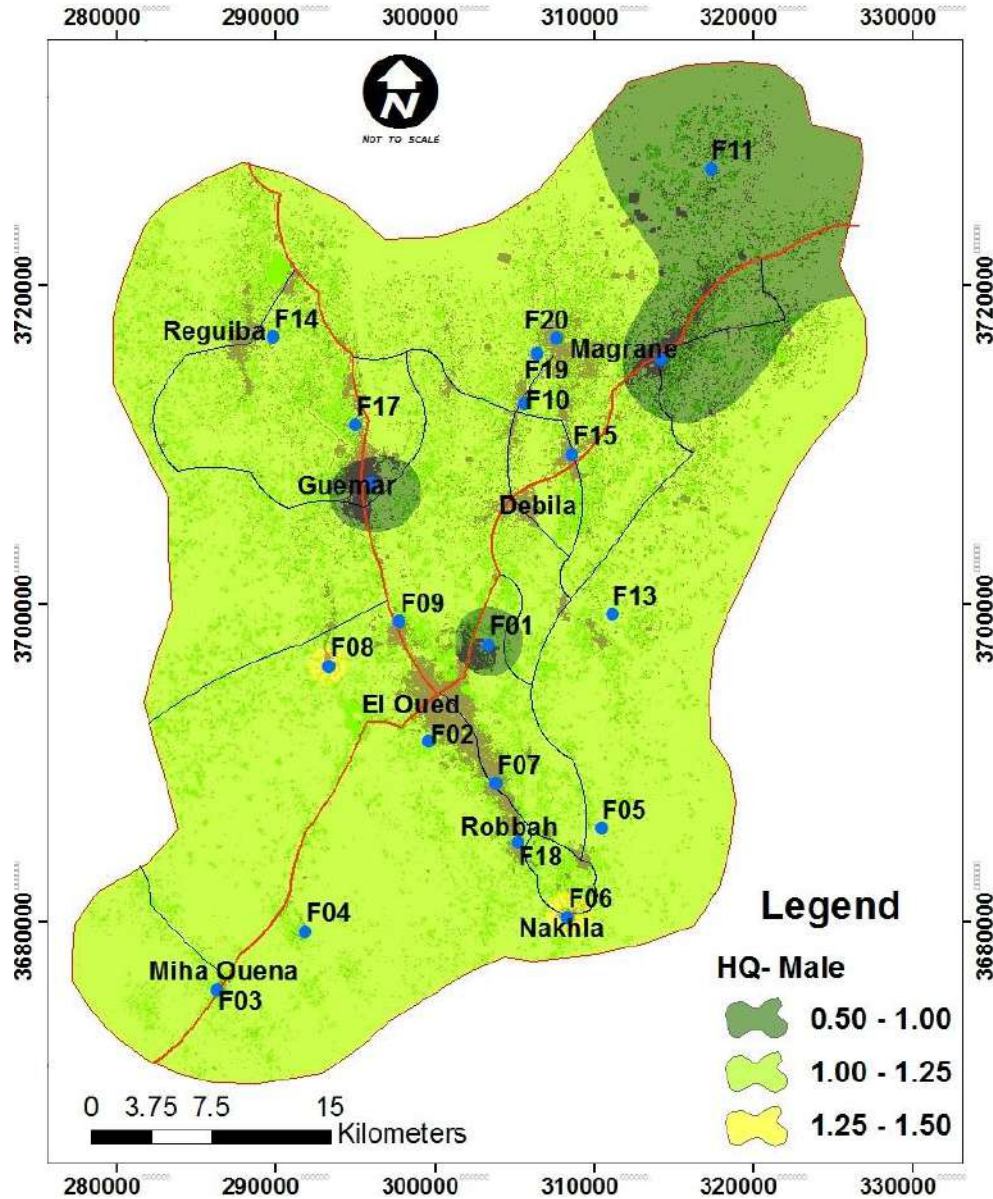 280000 290000 300000 310000 320000 330000
N
NOT TO SCALE
F11
3720000
3720000
Reguiba
F14
F20
Magrane
F19
F10
F17
F15
Guemar
Debila
3700000
3700000
F09
F01
F13
F08
El Oued
F02
F07
F05
Robbah
F18
F06
Nakhla
3680000
3680000
F04
Miha Ouena
F03
Legend
HQ- Male
0.50 - 1.00
1.00 - 1.25
1.25 - 1.50
0 3.75 7.5 15
Kilometers
280000 290000 300000 310000 320000 330000